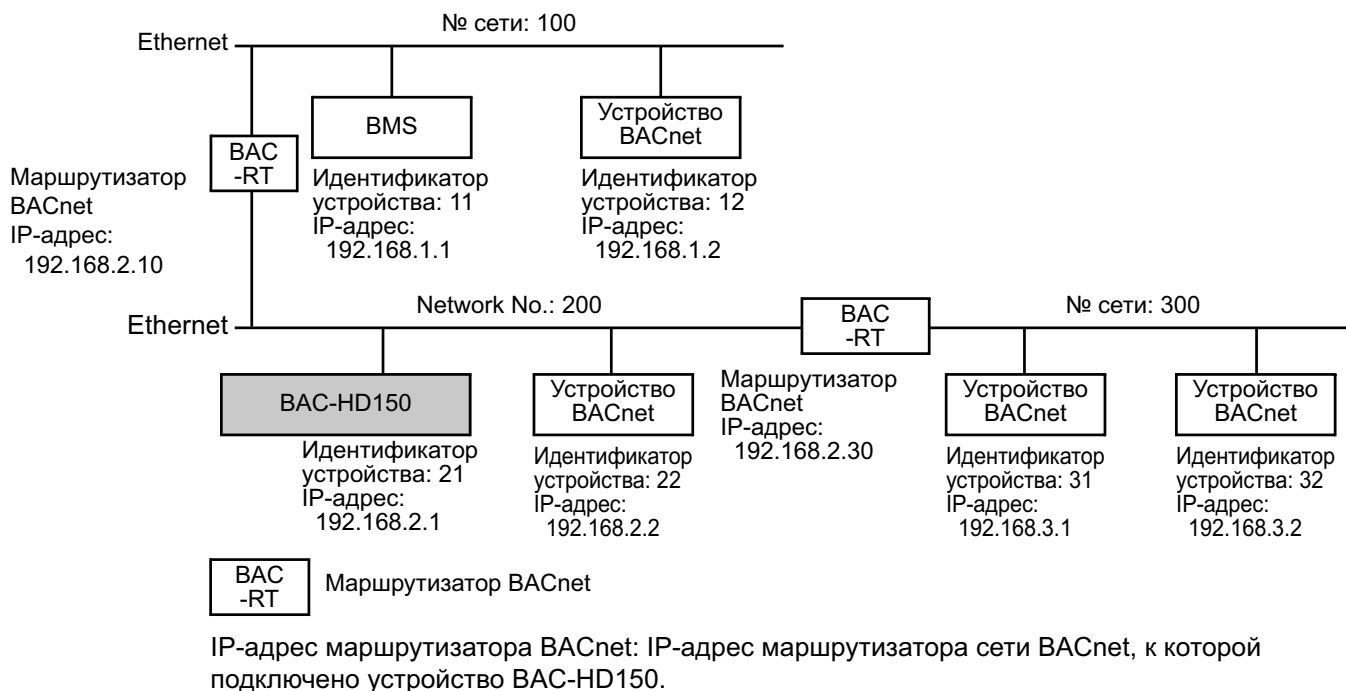 № сети: 100
Ethernet
BMS
Устройство
BACnet
BAC
-RT
Маршрутизатор
BACnet
IP-адрес:
192.168.2.10
Идентификатор
устройства: 11
IP-адрес:
192.168.1.1
Идентификатор
устройства: 12
IP-адрес:
192.168.1.2
Network No.: 200
№ сети: 300
Ethernet
BAC
-RT
BAC-HD150
Устройство
BACnet
Маршрутизатор
BACnet
IP-адрес:
192.168.2.30
Устройство
BACnet
Устройство
BACnet
Идентификатор
устройства: 21
IP-адрес:
192.168.2.1
Идентификатор
устройства: 22
IP-адрес:
192.168.2.2
Идентификатор
устройства: 31
IP-адрес:
192.168.3.1
Идентификатор
устройства: 32
IP-адрес:
192.168.3.2
BAC
-RT
Маршрутизатор BACnet
IP-адрес маршрутизатора BACnet: IP-адрес маршрутизатора сети BACnet, к которой
подключено устройство BAC-HD150.